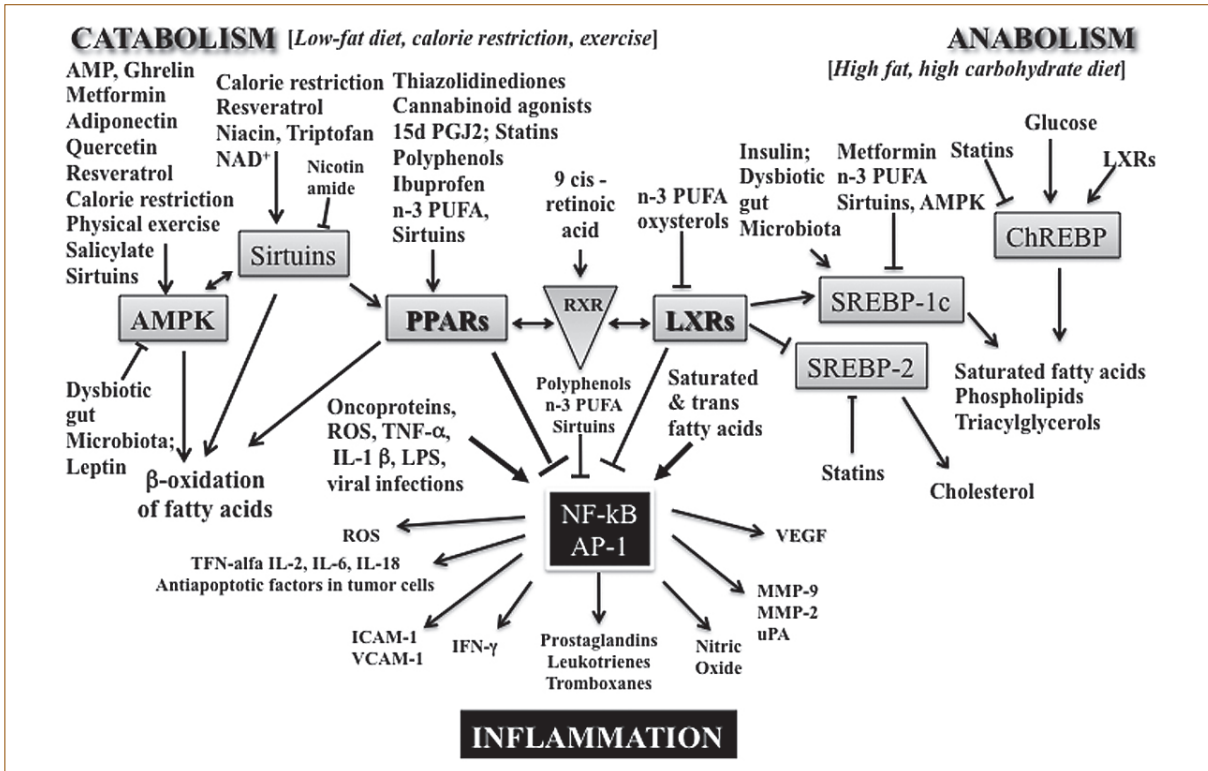 CATABOLISM [Low-fat diet, calorie restriction, exercise]
ANABOLISM
[High fat, high carbohydrate diet]
AMP, Ghrelin
Metformin
Adiponectin
Quercetin
Resveratrol
Calorie restriction
Physical exercise
Salicylate
Sirtuins
Calorie restriction
Resveratrol
Niacin, Triptofan
NAD+
Nicotin
amide
Thiazolidinediones
Cannabinoid agonists
15d PGJ2; Statins
Polyphenols
Ibuprofen
n-3 PUFA,
Sirtuins
9 cis -
retinoic
acid
n-3 PUFA
oxysterols
Insulin;
Dysbiotic
gut
Microbiota
Metformin
n-3 PUFA
Sirtuins, AMPK
Statins
Glucose
LXRs
Sirtuins
ChREBP
AMPK
PPARs
RXR
LXRs
SREBP-1c
SREBP-2
Dysbiotic
gut
Microbiota;
Leptin
β-oxidation
of fatty acids
Oncoproteins,
ROS, TNF-α,
IL-1 β, LPS,
viral infections
Polyphenols
n-3 PUFA
Sirtuins
Saturated
& trans
fatty acids
Statins
Cholesterol
Saturated fatty acids
Phospholipids
Triacylglycerols
NF-kB
AP-1
ROS
TFN-alfa IL-2, IL-6, IL-18
Antiapoptotic factors in tumor cells
ICAM-1
VCAM-1
IFN-γ
Prostaglandins
Leukotrienes
Tromboxanes
Nitric
Oxide
MMP-9
MMP-2
uPA
VEGF
INFLAMMATION